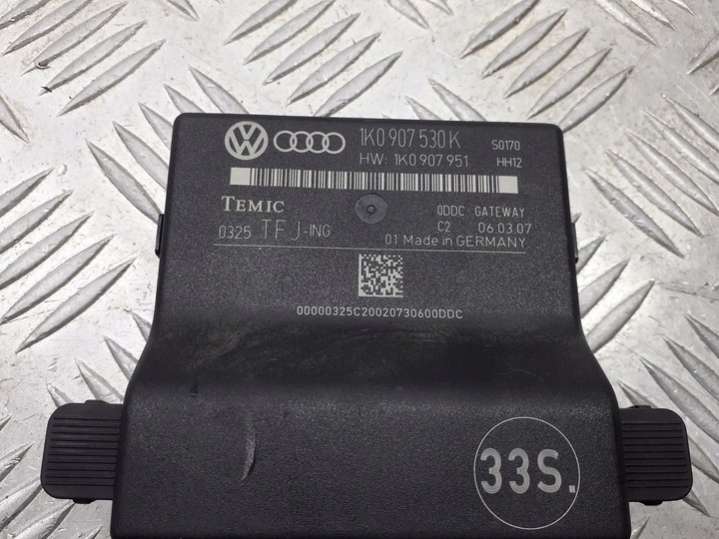 1K0 907 530 K S0170
HW: 1K0 907 951 HH12
TEMIC 0DDC GATEWAY
C2 06.03.07
0325 TFJ-ING 01 Made in GERMANY
00000325C20020730600DDC
33S.